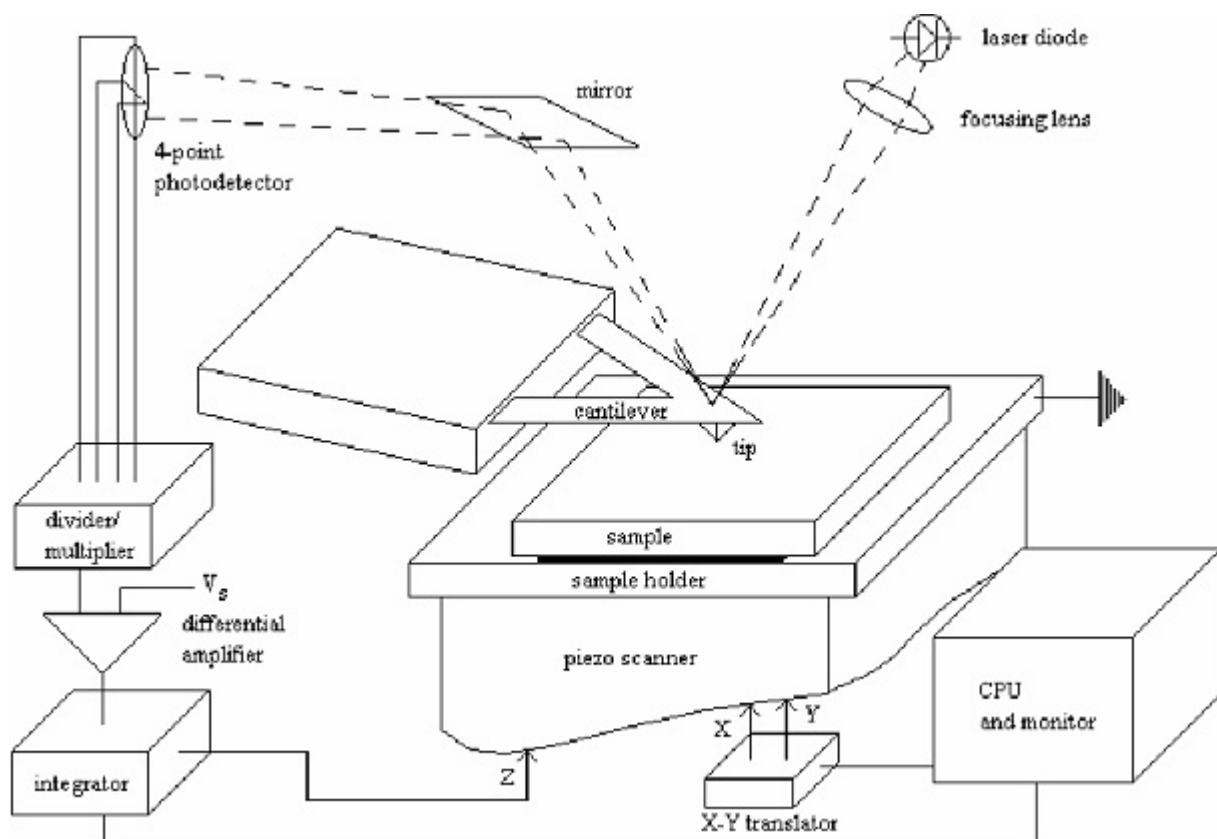 laser diode
mirror
focusing lens
4-point
photodetector
cantilever
tip
divider/
multiplier
sample
sample holder
V_s
differential
amplifier
piezo scanner
CPU
and monitor
X
Y
Z
integrator
X-Y translator